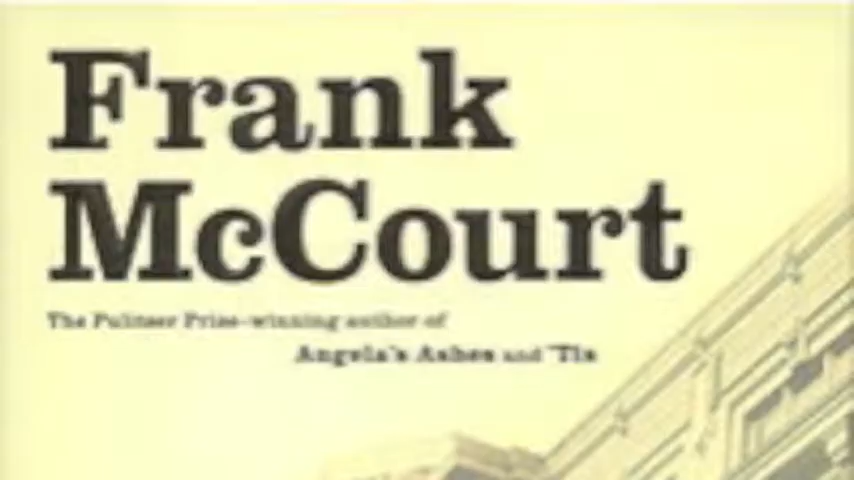 Frank
McCourt
The Pulitzer Prize-winning author of
Angela's Ashes and 'Tis